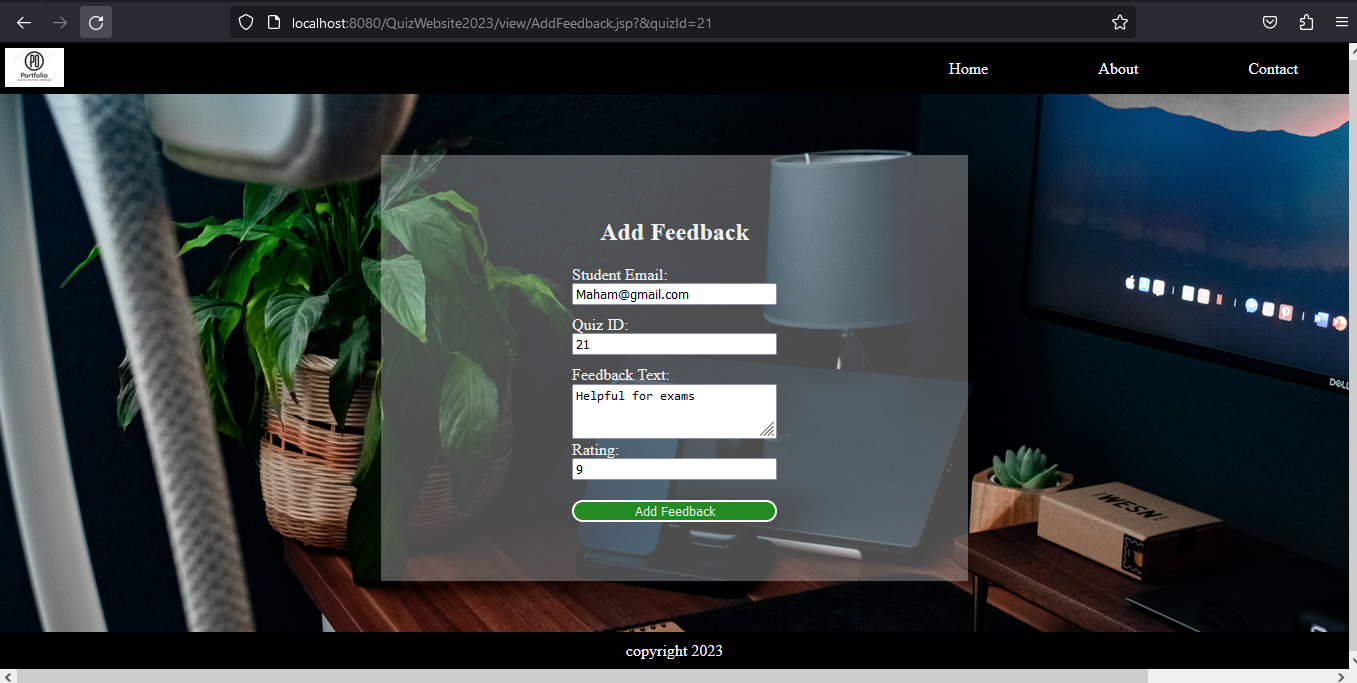 localhost:8080/QuizWebsite2023/view/AddFeedback.jsp?&quizId=21
PO
Portfolio
Home
About
Contact
Add Feedback
Student Email:
Maham@gmail.com
Quiz ID:
21
Feedback Text:
Helpful for exams
Rating:
9
Add Feedback
DELL
WESN
copyright 2023